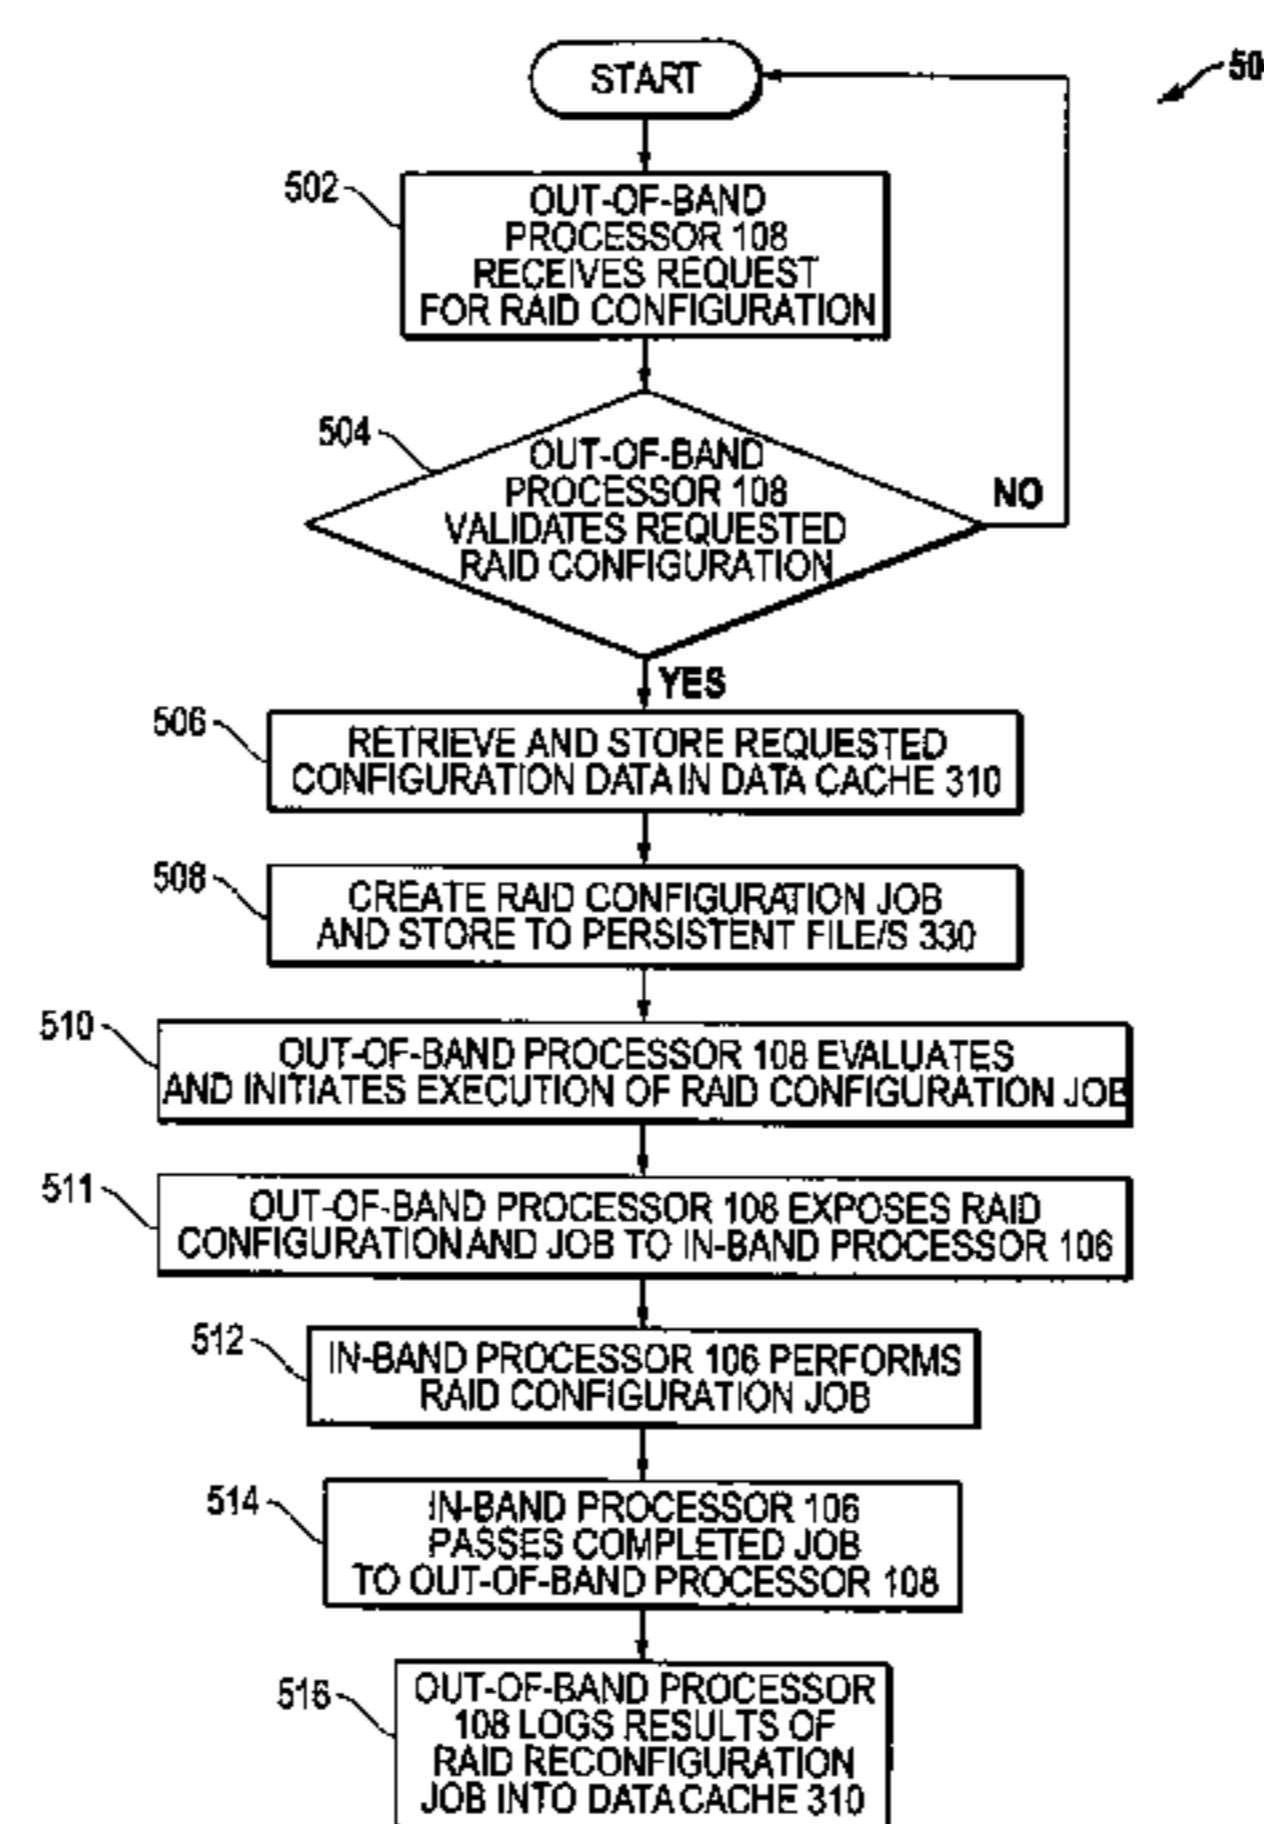 START
50
502
OUT-OF-BAND
PROCESSOR 108
RECEIVES REQUEST
FOR RAID CONFIGURATION
504
OUT-OF-BAND
PROCESSOR 108
VALIDATES REQUESTED
RAID CONFIGURATION
NO
YES
506
RETRIEVE AND STORE REQUESTED
CONFIGURATION DATA IN DATA CACHE 310
508
CREATE RAID CONFIGURATION JOB
AND STORE TO PERSISTENT FILE/S 330
510
OUT-OF-BAND PROCESSOR 108 EVALUATES
AND INITIATES EXECUTION OF RAID CONFIGURATION JOB
511
OUT-OF-BAND PROCESSOR 108 EXPOSES RAID
CONFIGURATION AND JOB TO IN-BAND PROCESSOR 106
512
IN-BAND PROCESSOR 106 PERFORMS
RAID CONFIGURATION JOB
514
IN-BAND PROCESSOR 106
PASSES COMPLETED JOB
TO OUT-OF-BAND PROCESSOR 108
516
OUT-OF-BAND PROCESSOR
108 LOGS RESULTS OF
RAID RECONFIGURATION
JOB INTO DATA CACHE 310